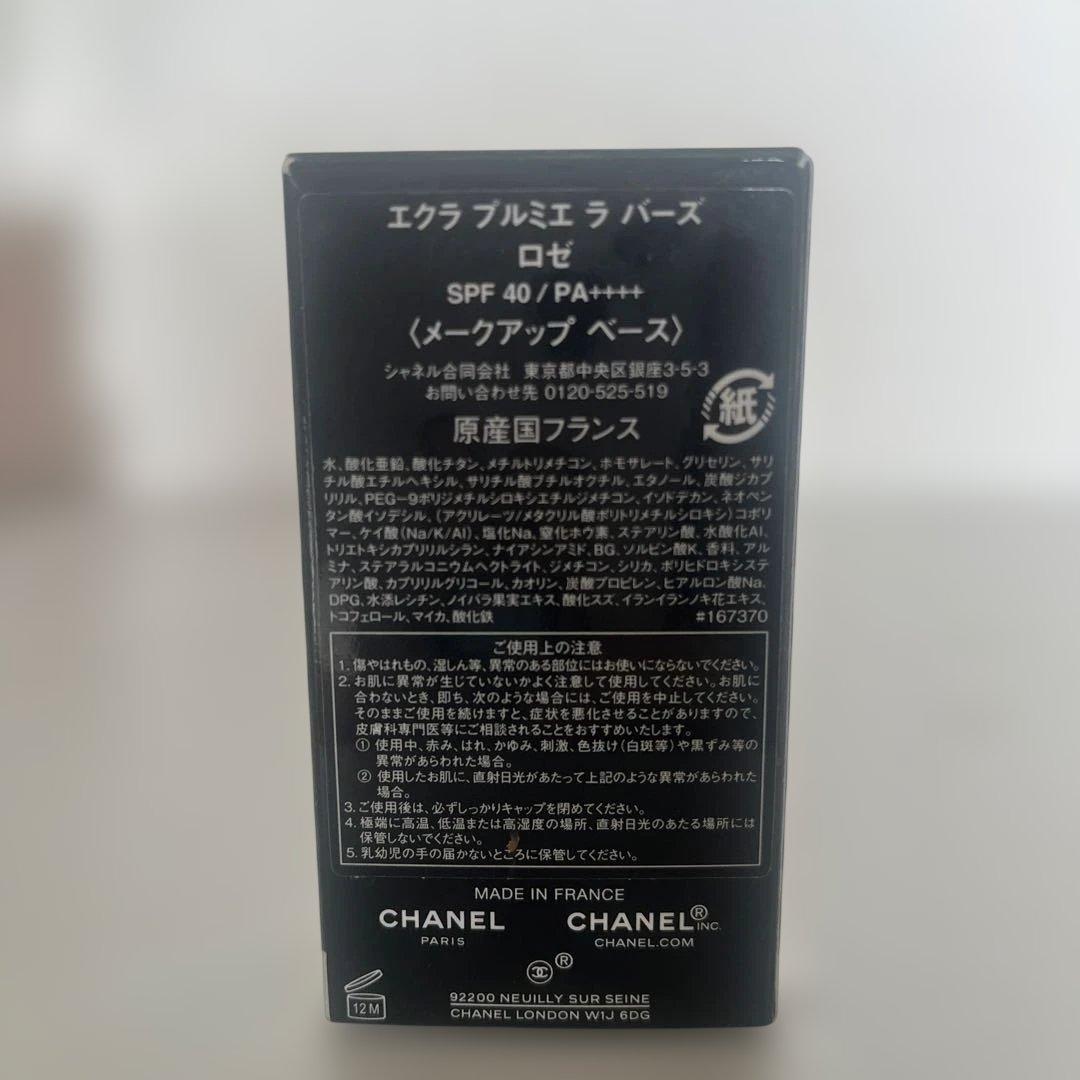 エクラ プルミエ ラ バーズ
ロゼ
SPF 40 / PA++++
〈メークアップ ベース〉
シャネル合同会社 東京都中央区銀座3-5-3
お問い合わせ先 0120-525-519
紙
原産国フランス
水、酸化亜鉛、酸化チタン、メチルトリメチコン、ホモサレート、グリセリン、サリ
チル酸エチルヘキシル、サリチル酸ブチルオクチル、エタノール、炭酸ジカプ
リリル、PEG-9ポリジメチルシロキシエチルジメチコン、イソドデカン、ネオペン
タン酸イソデシル、(アクリレーツ/メタクリル酸ポリトリメチルシロキシ)コポリ
マー、ケイ酸(Na/K/Al)、塩化Na、窒化ホウ素、ステアリン酸、水酸化Al、
トリエトキシカプリリルシラン、ナイアシンアミド、BG、ソルビン酸K、香料、アル
ミナ、ステアラルコニウムヘクトライト、ジメチコン、シリカ、ポリヒドロキシステ
アリン酸、カプリリルグリコール、カオリン、炭酸プロピレン、ヒアルロン酸Na、
DPG、水添レシチン、ノイバラ果実エキス、酸化スズ、イランイランノキ花エキス、
トコフェロール、マイカ、酸化鉄 #167370
ご使用上の注意
1. 傷やはれもの、湿しん等、異常のある部位にはお使いにならないでください。
2. お肌に異常が生じていないかよく注意して使用してください。お肌に
合わないとき、即ち、次のような場合には、ご使用を中止してください。
そのままご使用を続けますと、症状を悪化させることがありますので、
皮膚科専門医等にご相談されることをおすすめいたします。
① 使用中、赤み、はれ、かゆみ、刺激、色抜け(白斑等)や黒ずみ等の
異常があらわれた場合。
② 使用したお肌に、直射日光があたって上記のような異常があらわれた
場合。
3. ご使用後は、必ずしっかりキャップを閉めてください。
4. 極端に高温、低温または高湿度の場所、直射日光のあたる場所には
保管しないでください。
5. 乳幼児の手の届かないところに保管してください。
MADE IN FRANCE
CHANEL CHANEL® INC.
PARIS CHANEL.COM
®
12 M
92200 NEUILLY SUR SEINE
CHANEL LONDON W1J 6DG